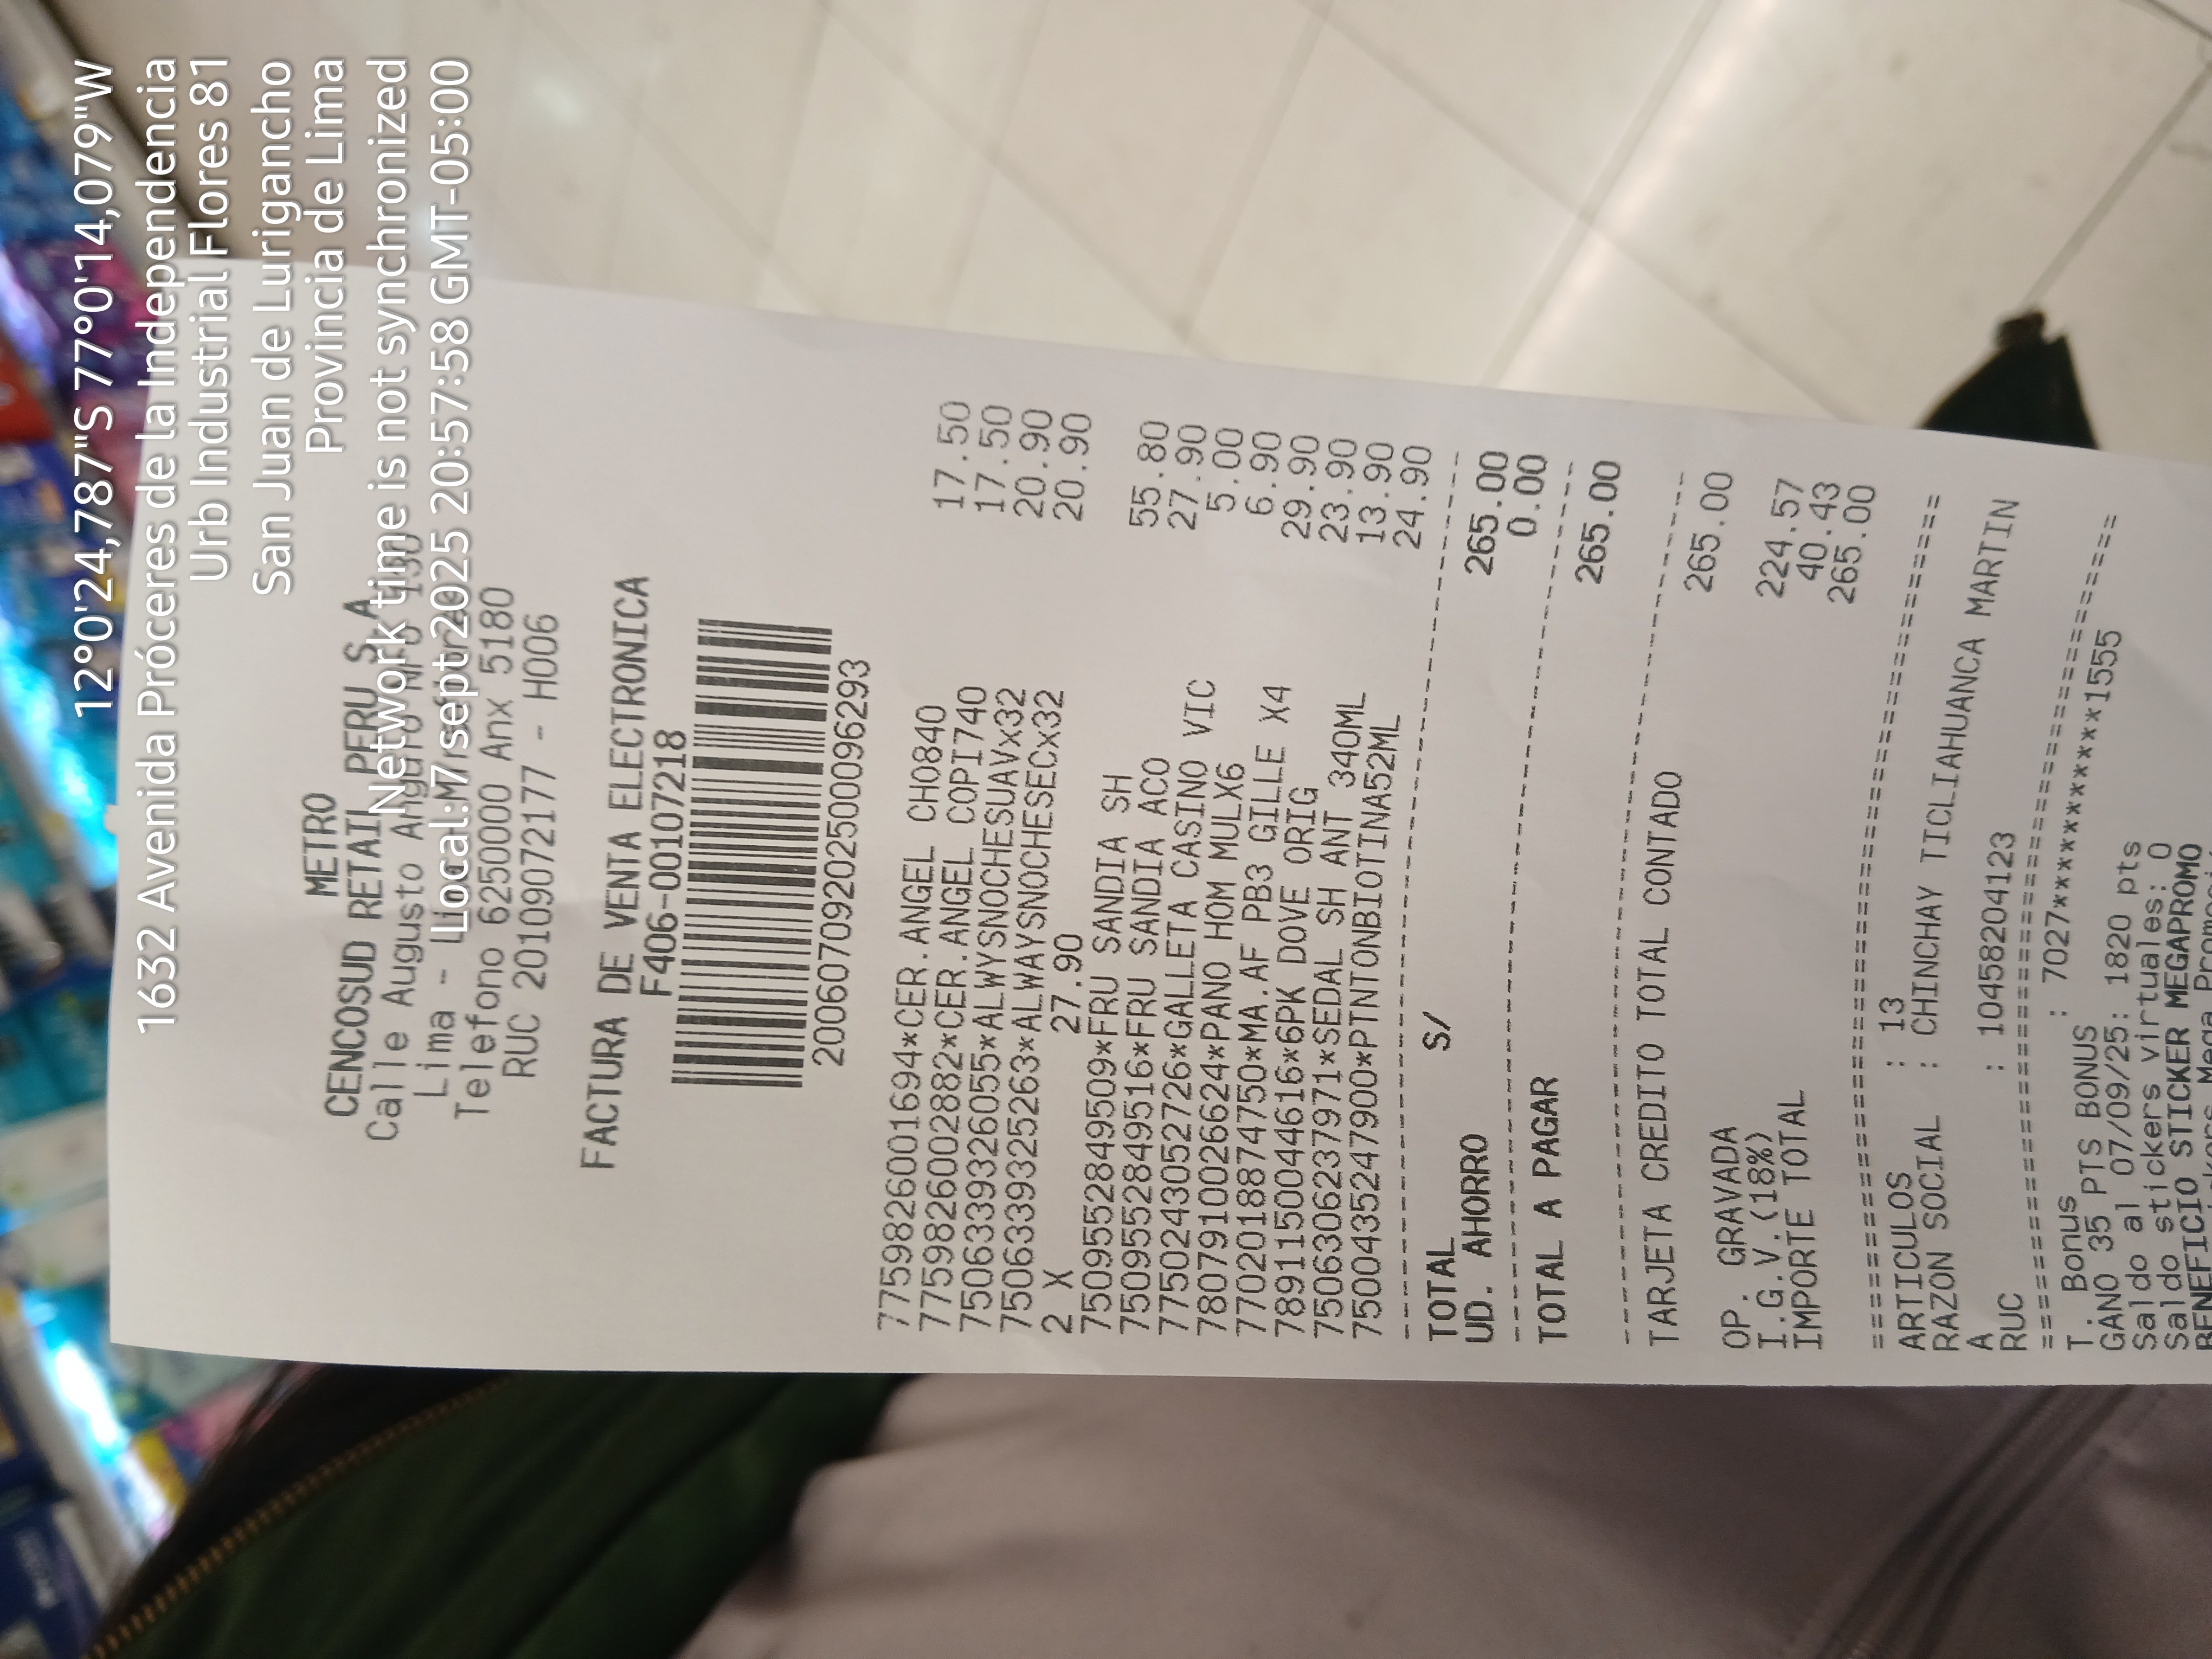 12°0'24,787"S 77°0'14,079"W
1632 Avenida Próceres de la Independencia
Urb Industrial Flores 81
San Juan de Lurigancho
Provincia de Lima
Network time is not synchronized
Local: 7 sept 2025 20:57:58 GMT-05:00
METRO
CENCOSUD RETAIL PERU S.A.
Calle Augusto Angulo Nro 130
Lima - Lima - Miraflores
Telefono 6250000 Anx 5180
RUC 20109072177 - H006
FACTURA DE VENTA ELECTRONICA
F406-00107218
20060709202500096293
7759826001694*CER.ANGEL CHO840 17.50
7759826002882*CER.ANGEL COPI740 17.50
7506339326055*ALWYSNOCHESUAVx32 20.90
7506339325263*ALWAYSNOCHESECx32 20.90
2 X 27.90
7509552849509*FRU SANDIA SH 55.80
7509552849516*FRU SANDIA ACO 27.90
7750243052726*GALLETA CASINO VIC 5.00
7807910026624*PANO HOM MULX6 6.90
7702018874750*MA.AF PB3 GILLE X4 29.90
7891150044616*6PK DOVE ORIG 23.90
7506306237971*SEDAL SH ANT 340ML 13.90
7500435247900*PTNTONBIOTINA52ML 24.90
TOTAL S/ 265.00
UD. AHORRO 0.00
TOTAL A PAGAR 265.00
TARJETA CREDITO TOTAL CONTADO 265.00
OP. GRAVADA 224.57
I.G.V.(18%) 40.43
IMPORTE TOTAL 265.00
ARTICULOS : 13
RAZON SOCIAL : CHINCHAY TICLIAHUANCA MARTIN
A
RUC : 10458204123
T. Bonus : 7027***********1555
GANO 35 PTS BONUS
Saldo al 07/09/25: 1820 pts
Saldo stickers virtuales: 0
BENEFICIO STICKER MEGAPROMO